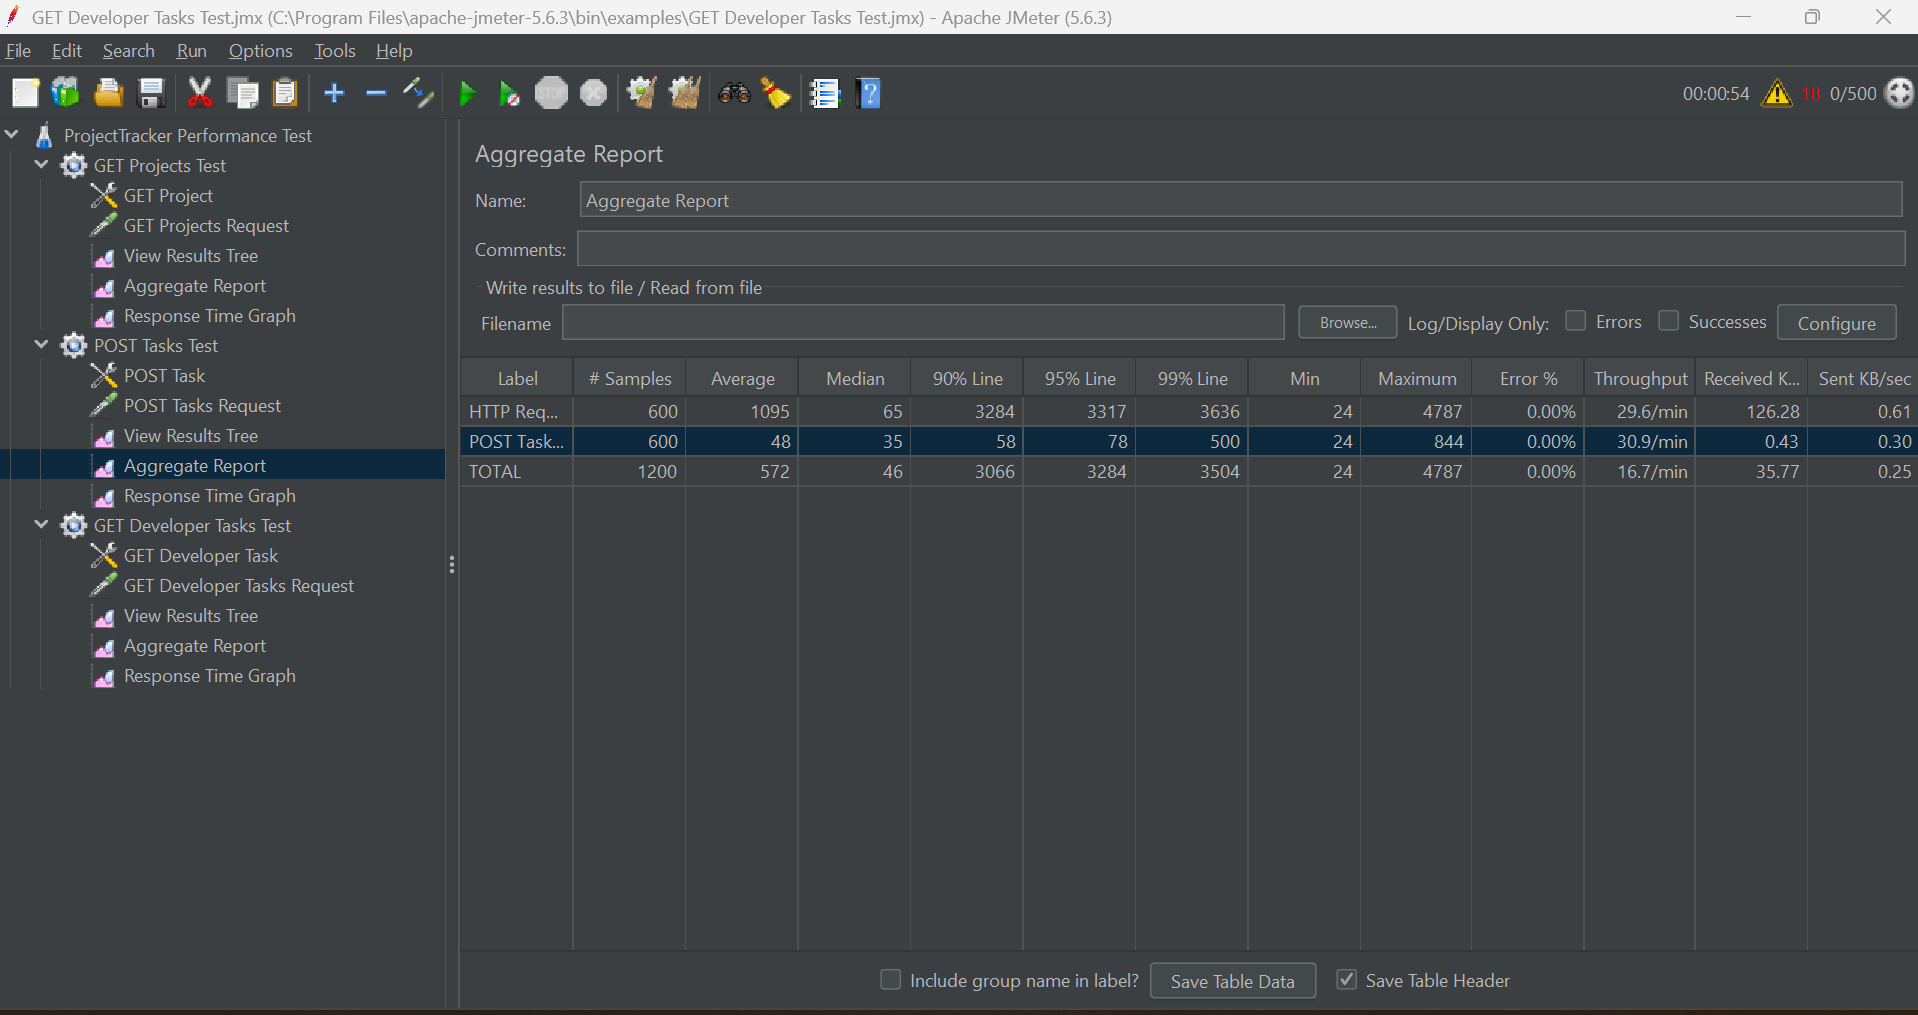 GET Developer Tasks Test.jmx (C:\Program Files\apache-jmeter-5.6.3\bin\examples\GET Developer Tasks Test.jmx) - Apache JMeter (5.6.3)
File Edit Search Run Options Tools Help
STOP 00:00:54 18 0/500
ProjectTracker Performance Test
GET Projects Test
GET Project
GET Projects Request
View Results Tree
Aggregate Report
Response Time Graph
POST Tasks Test
POST Task
POST Tasks Request
View Results Tree
Aggregate Report
Response Time Graph
GET Developer Tasks Test
GET Developer Task
GET Developer Tasks Request
View Results Tree
Aggregate Report
Response Time Graph
Aggregate Report
Name: Aggregate Report
Comments:
Write results to file / Read from file
Filename Browse... Log/Display Only: Errors Successes Configure
Label # Samples Average Median 90% Line 95% Line 99% Line Min Maximum Error % Throughput Received K... Sent KB/sec
HTTP Req... 600 1095 65 3284 3317 3636 24 4787 0.00% 29.6/min 126.28 0.61
POST Task... 600 48 35 58 78 500 24 844 0.00% 30.9/min 0.43 0.30
TOTAL 1200 572 46 3066 3284 3504 24 4787 0.00% 16.7/min 35.77 0.25
Include group name in label? Save Table Data Save Table Header